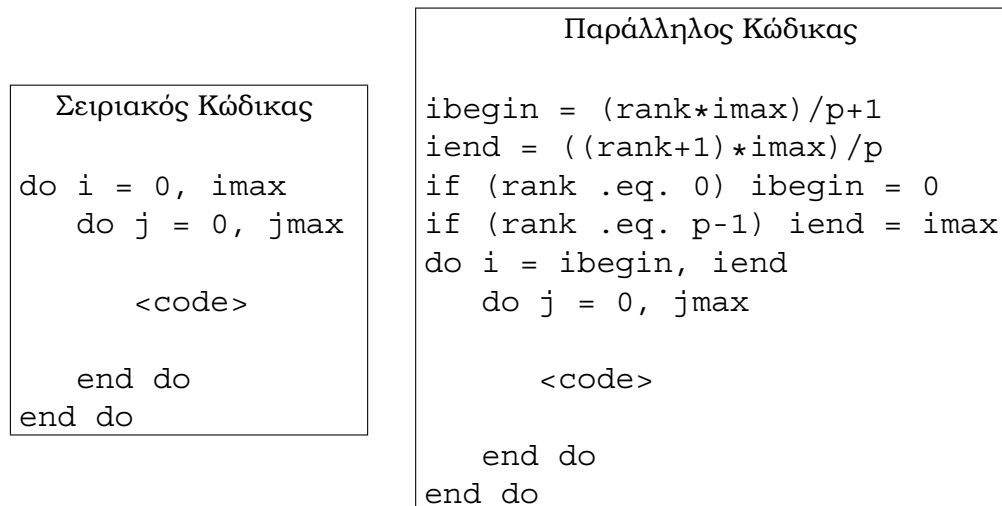 Σειριακός Κώδικας
do i = 0, imax
   do j = 0, jmax
      <code>
   end do
end do
Παράλληλος Κώδικας
ibegin = (rank*imax)/p+1
iend = ((rank+1)*imax)/p
if (rank .eq. 0) ibegin = 0
if (rank .eq. p-1) iend = imax
do i = ibegin, iend
   do j = 0, jmax
      <code>
   end do
end do